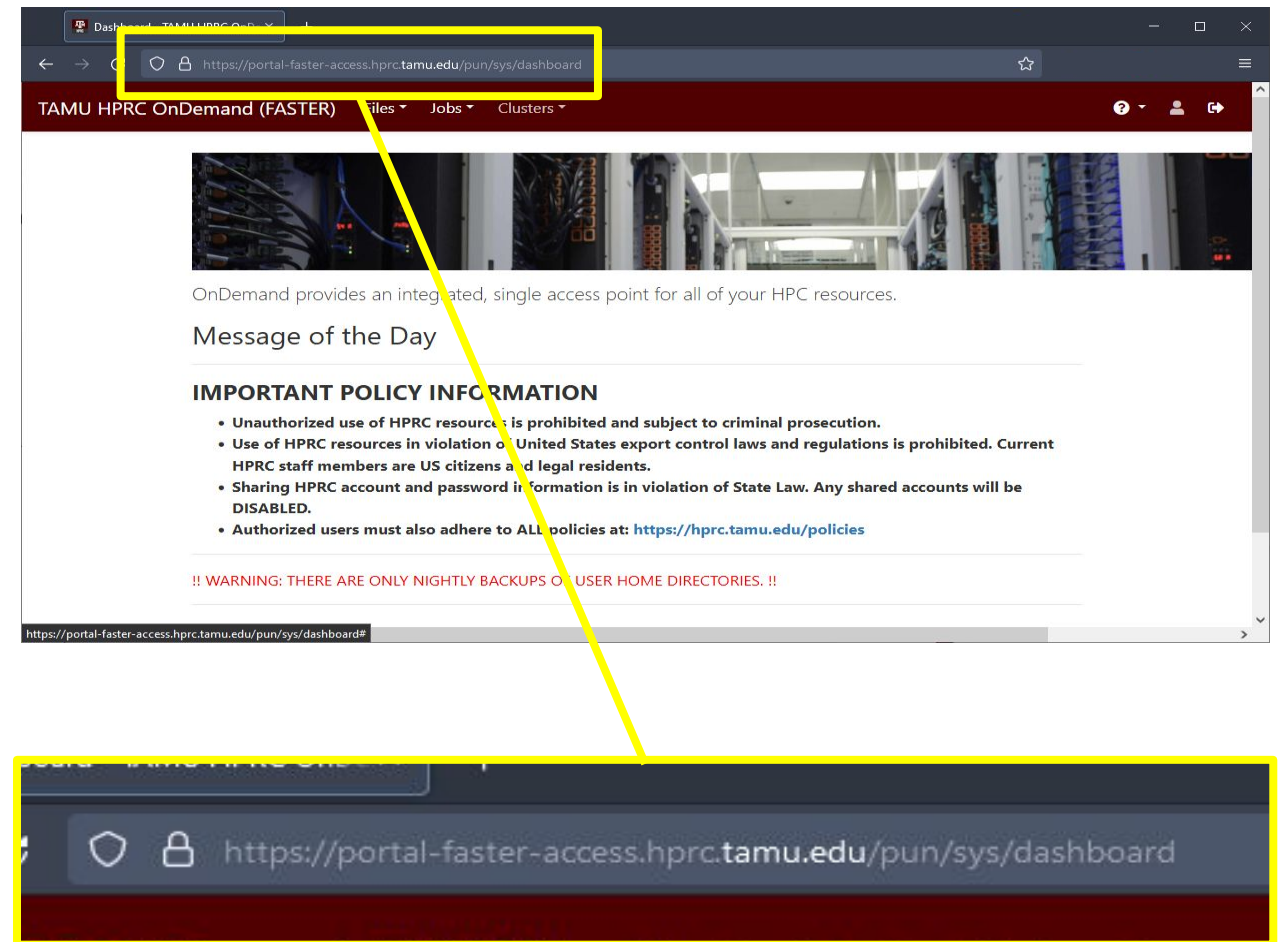 https://portal-faster-access.hprc.tamu.edu/pun/sys/dashboard
TAMU HPRC OnDemand (FASTER) Files Jobs Clusters
OnDemand provides an integrated, single access point for all of your HPC resources.
Message of the Day
IMPORTANT POLICY INFORMATION
• Unauthorized use of HPRC resources is prohibited and subject to criminal prosecution.
• Use of HPRC resources in violation of United States export control laws and regulations is prohibited. Current
HPRC staff members are US citizens and legal residents.
• Sharing HPRC account and password information is in violation of State Law. Any shared accounts will be
DISABLED.
• Authorized users must also adhere to ALL policies at: https://hprc.tamu.edu/policies
!! WARNING: THERE ARE ONLY NIGHTLY BACKUPS OF USER HOME DIRECTORIES. !!
https://portal-faster-access.hprc.tamu.edu/pun/sys/dashboard#
https://portal-faster-access.hprc.tamu.edu/pun/sys/dashboard